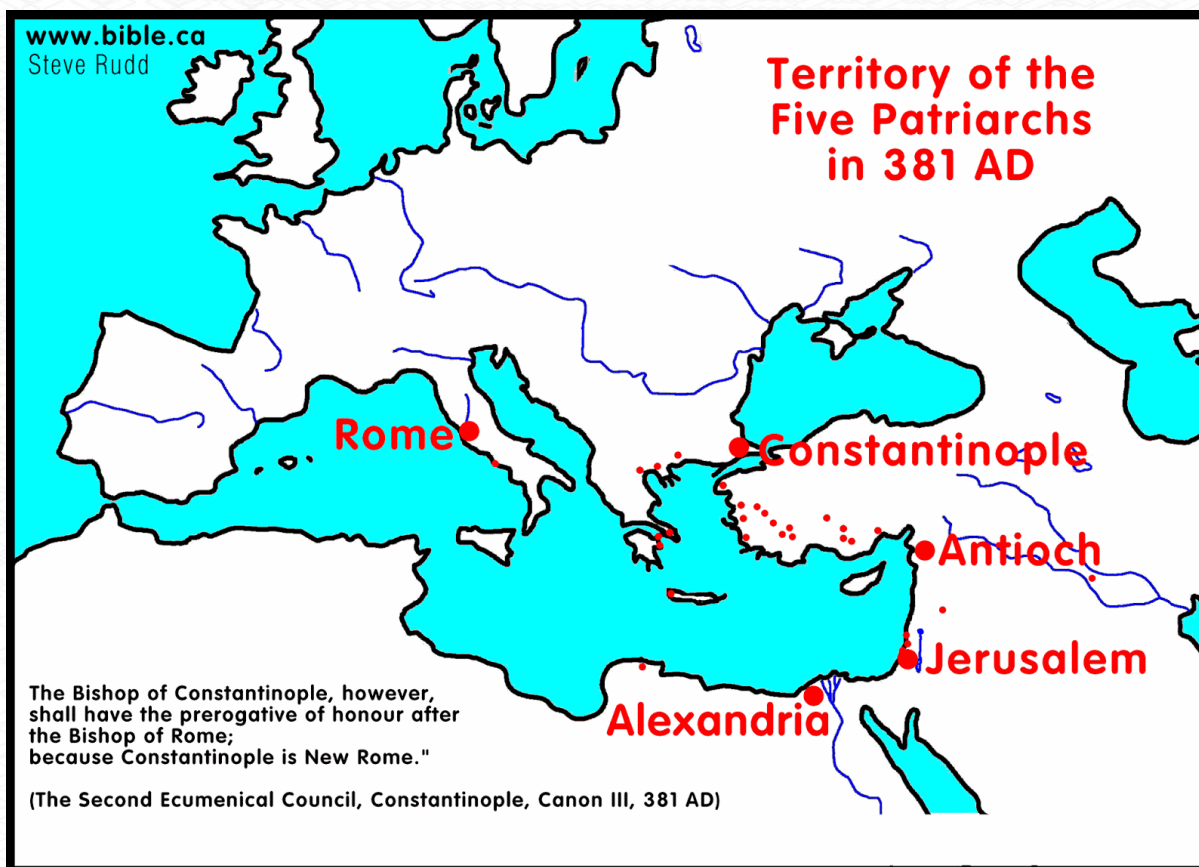 www.bible.ca
Steve Rudd
Territory of the
Five Patriarchs
in 381 AD
Rome
Constantinople
Antioch
Jerusalem
Alexandria
The Bishop of Constantinople, however,
shall have the prerogative of honour after
the Bishop of Rome;
because Constantinople is New Rome."
(The Second Ecumenical Council, Constantinople, Canon III, 381 AD)